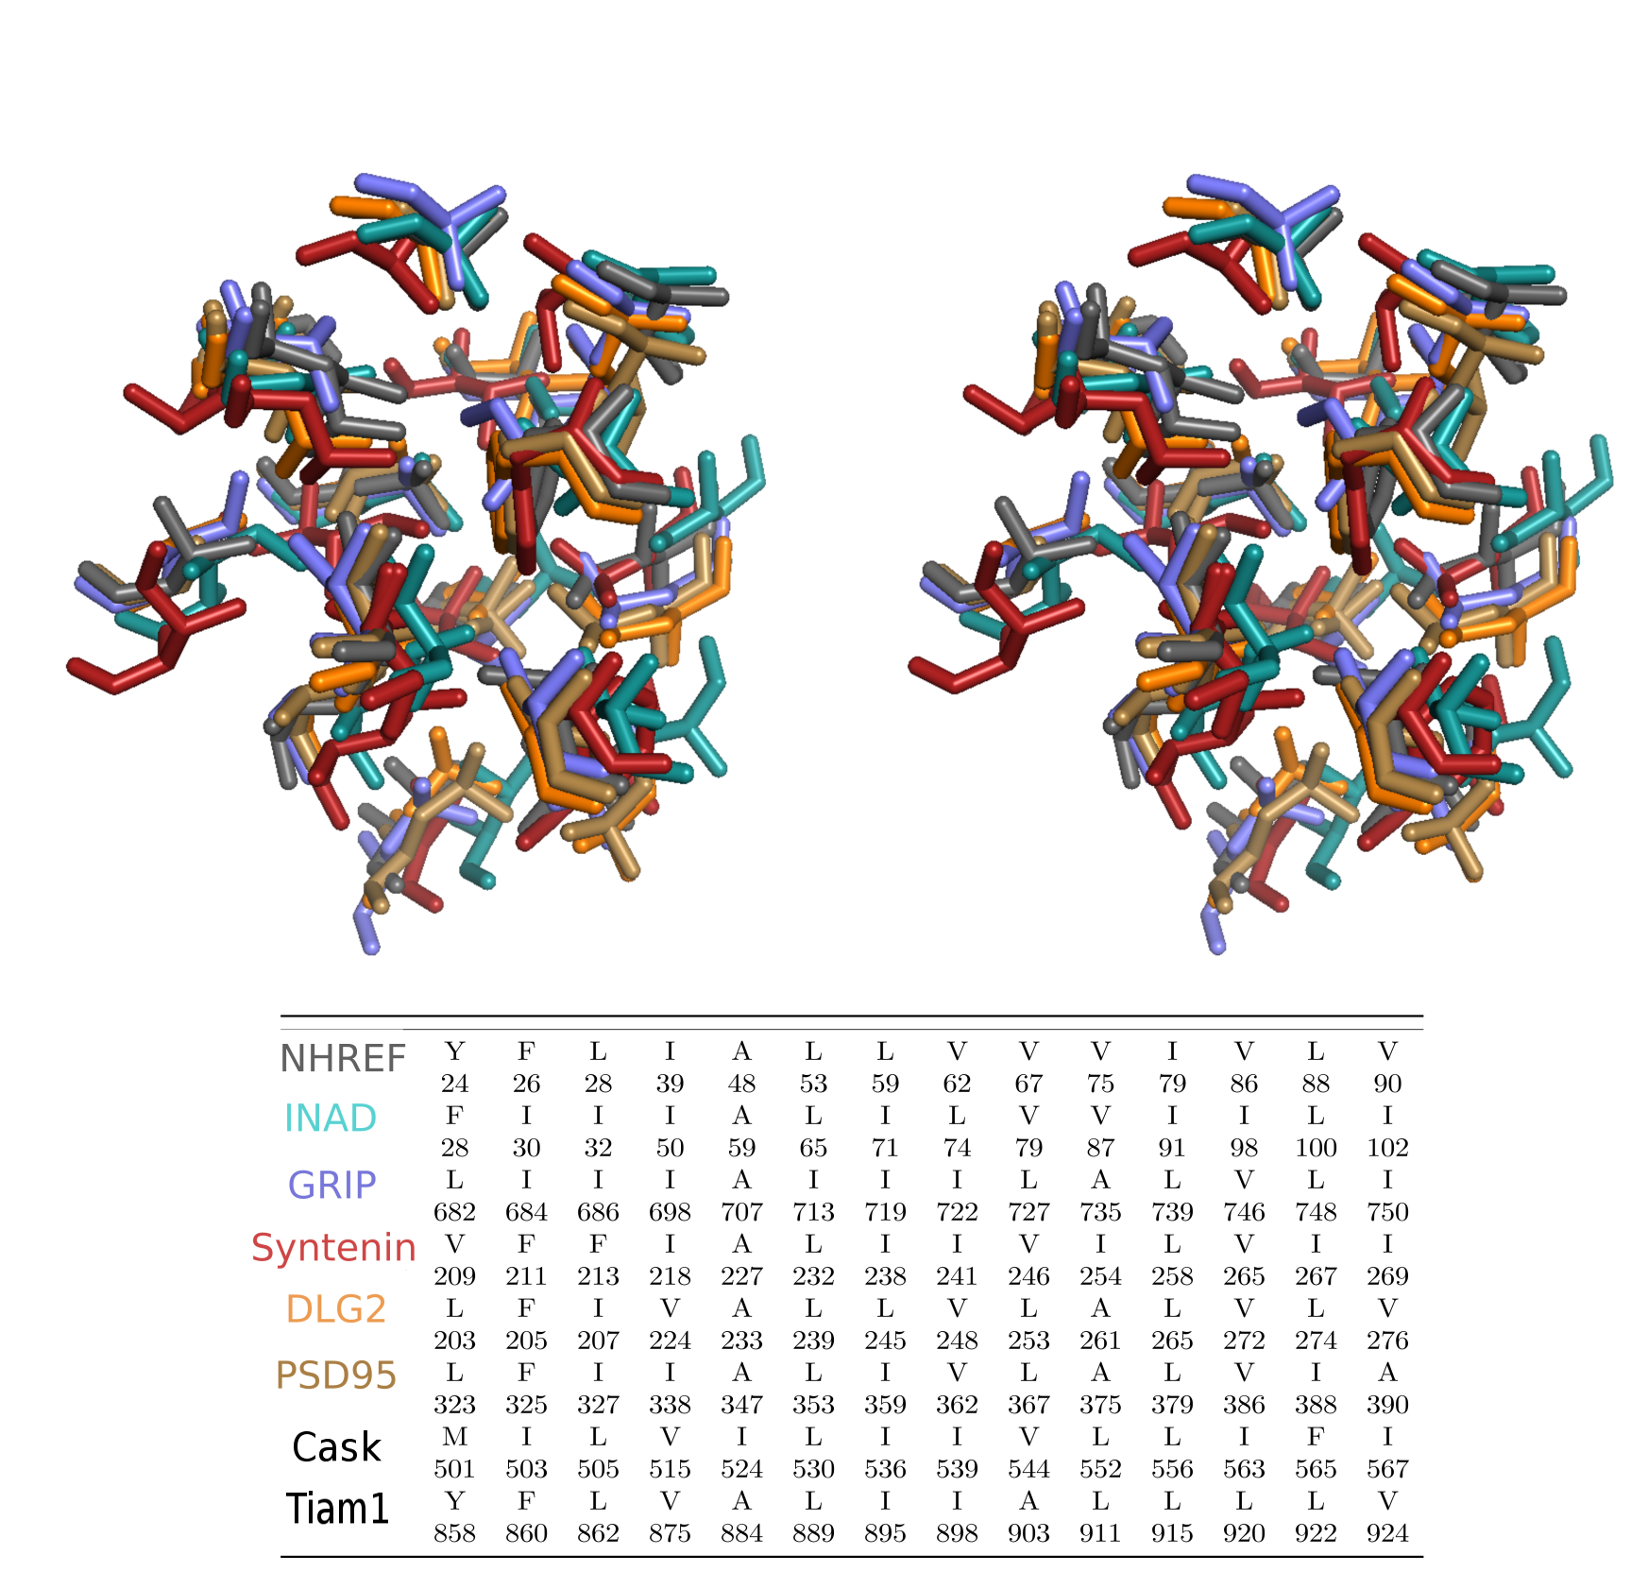 NHREF Y F L I A L L V V V I V L V
24 26 28 39 48 53 59 62 67 75 79 86 88 90
INAD F I I I A L I L V V I I L I
28 30 32 50 59 65 71 74 79 87 91 98 100 102
GRIP L I I I A I I I L A L V L I
682 684 686 698 707 713 719 722 727 735 739 746 748 750
Syntenin V F F I A L I I V I L V I I
209 211 213 218 227 232 238 241 246 254 258 265 267 269
DLG2 L F I V A L L V L A L V L V
203 205 207 224 233 239 245 248 253 261 265 272 274 276
PSD95 L F I I A L I V L A L V I A
323 325 327 338 347 353 359 362 367 375 379 386 388 390
Cask M I L V I L I I V L L I F I
501 503 505 515 524 530 536 539 544 552 556 563 565 567
Tiam1 Y F L V A L I I A L L L L V
858 860 862 875 884 889 895 898 903 911 915 920 922 924